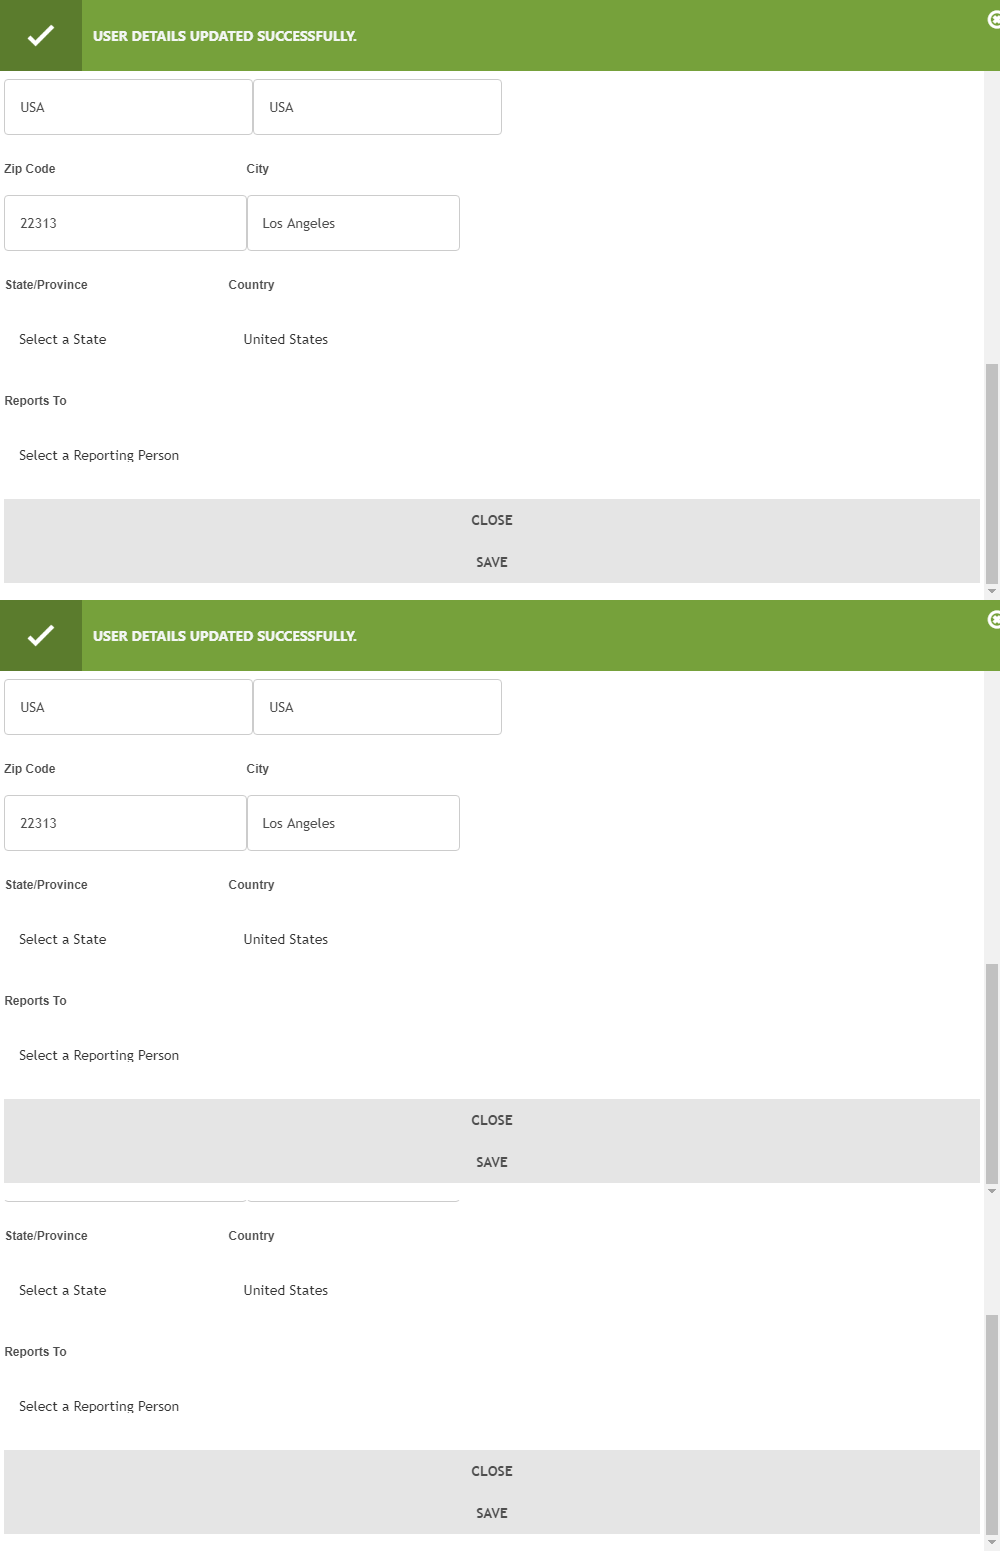 USER DETAILS UPDATED SUCCESSFULLY.
USA USA
Zip Code City
22313 Los Angeles
State/Province Country
Select a State United States
Reports To
Select a Reporting Person
CLOSE
SAVE
USER DETAILS UPDATED SUCCESSFULLY.
USA USA
Zip Code City
22313 Los Angeles
State/Province Country
Select a State United States
Reports To
Select a Reporting Person
CLOSE
SAVE
State/Province Country
Select a State United States
Reports To
Select a Reporting Person
CLOSE
SAVE